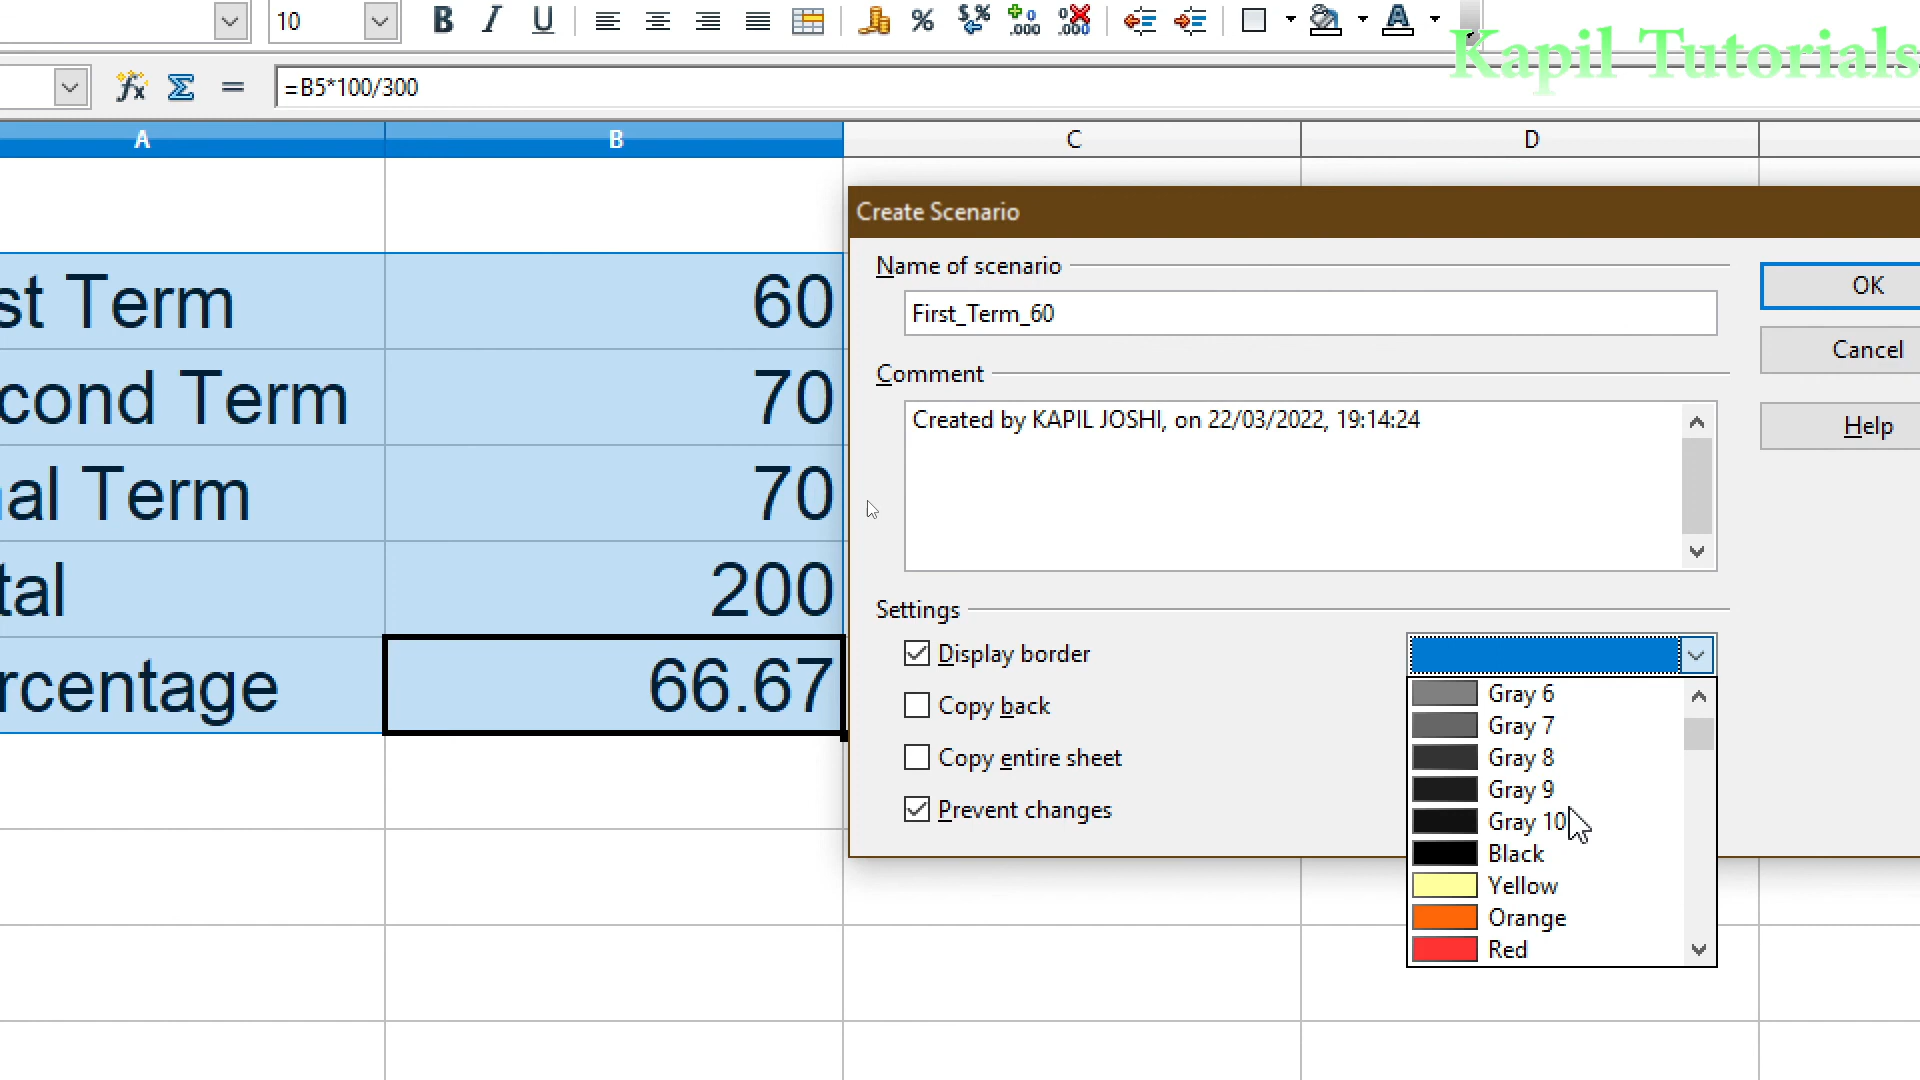 10
B I U
%
Kapil Tutorials
fx Σ = =B5*100/300
A B C D
st Term 60
cond Term 70
nal Term 70
tal 200
rcentage 66.67
Create Scenario
Name of scenario
First_Term_60
OK
Cancel
Help
Comment
Created by KAPIL JOSHI, on 22/03/2022, 19:14:24
Settings
Display border
Copy back
Copy entire sheet
Prevent changes
Gray 6
Gray 7
Gray 8
Gray 9
Gray 10
Black
Yellow
Orange
Red